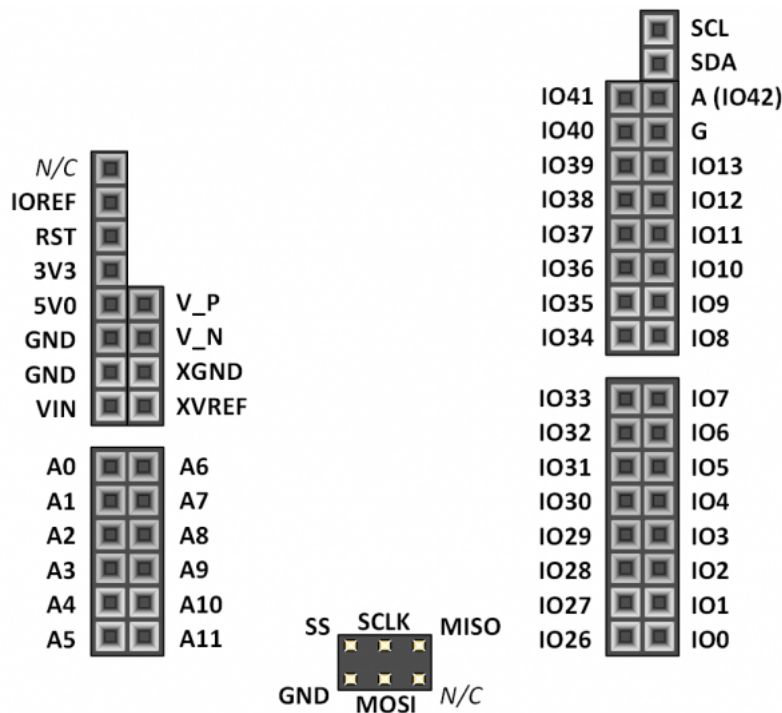 SCL
SDA
IO41 A (IO42)
IO40 G
IO39 IO13
IO38 IO12
IO37 IO11
IO36 IO10
IO35 IO9
IO34 IO8
N/C
IOREF
RST
3V3
5V0 V_P
GND V_N
GND XGND
VIN XVREF
IO33 IO7
IO32 IO6
IO31 IO5
IO30 IO4
IO29 IO3
IO28 IO2
IO27 IO1
IO26 IO0
A0 A6
A1 A7
A2 A8
A3 A9
A4 A10
A5 A11
SS SCLK MISO
GND MOSI N/C